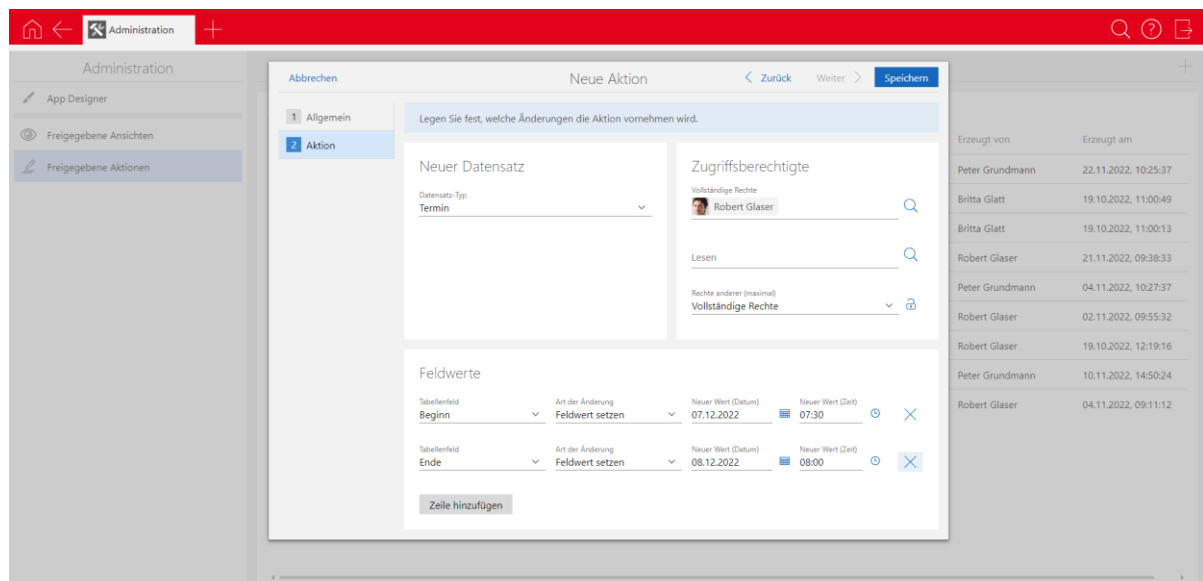 Administration
Administration
App Designer
Freigegebene Ansichten
Freigegebene Aktionen
Abbrechen
Neue Aktion
Zurück
Weiter
Speichern
1 Allgemein
2 Aktion
Legen Sie fest, welche Änderungen die Aktion vornehmen wird.
Neuer Datensatz
Datensatz-Typ
Termin
Zugriffsberechtigte
Vollständige Rechte
Robert Glaser
Lesen
Rechte anderer (maximal)
Vollständige Rechte
Feldwerte
Tabellenfeld Art der Änderung Neuer Wert (Datum) Neuer Wert (Zeit)
Beginn Feldwert setzen 07.12.2022 07:30
Tabellenfeld Art der Änderung Neuer Wert (Datum) Neuer Wert (Zeit)
Ende Feldwert setzen 08.12.2022 08:00
Zeile hinzufügen
Erzeugt von Erzeugt am
Peter Grundmann 22.11.2022, 10:25:37
Britta Glatt 19.10.2022, 11:00:49
Britta Glatt 19.10.2022, 11:00:13
Robert Glaser 21.11.2022, 09:38:33
Peter Grundmann 04.11.2022, 10:27:37
Robert Glaser 02.11.2022, 09:55:32
Robert Glaser 19.10.2022, 12:19:16
Peter Grundmann 10.11.2022, 14:50:24
Robert Glaser 04.11.2022, 09:11:12